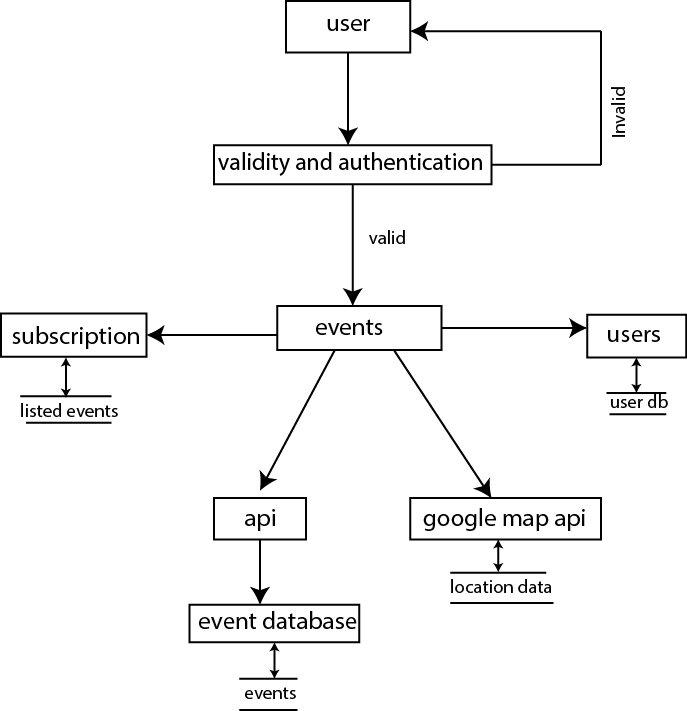 user
Invalid
validity and authentication
valid
events
subscription
users
listed events
user db
api
google map api
location data
event database
events